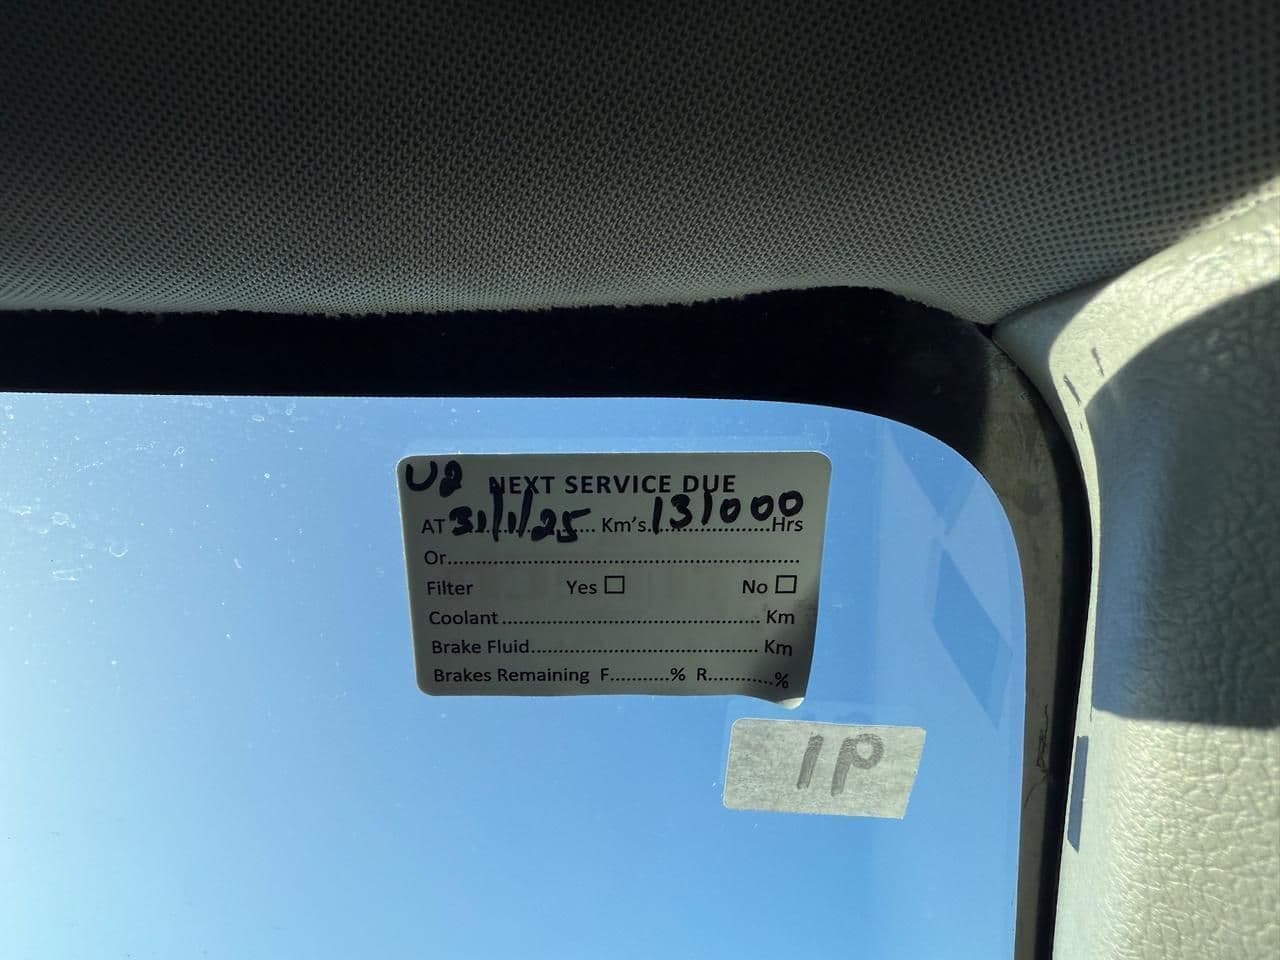 U2 NEXT SERVICE DUE
AT 31/1/25 Km's 131000 Hrs
Or
Filter Yes ☐ No ☐
Coolant Km
Brake Fluid Km
Brakes Remaining F...........% R............%